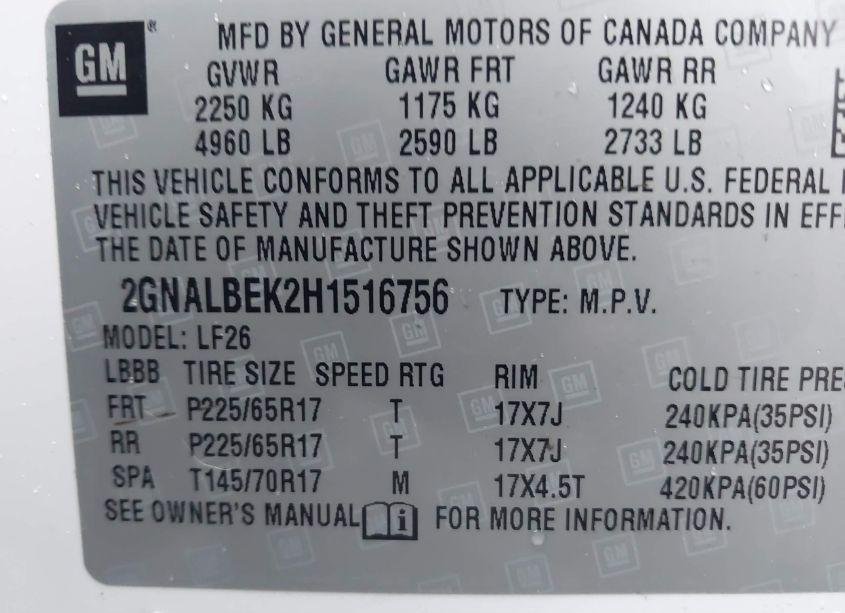 GM ®
MFD BY GENERAL MOTORS OF CANADA COMPANY
GVWR GAWR FRT GAWR RR
2250 KG 1175 KG 1240 KG
4960 LB 2590 LB 2733 LB
THIS VEHICLE CONFORMS TO ALL APPLICABLE U.S. FEDERAL
VEHICLE SAFETY AND THEFT PREVENTION STANDARDS IN EFF
THE DATE OF MANUFACTURE SHOWN ABOVE.
2GNALBEK2H1516756 TYPE: M.P.V.
MODEL: LF26
LBBB TIRE SIZE SPEED RTG RIM COLD TIRE PRE
FRT P225/65R17 T 17X7J 240KPA(35PSI)
RR P225/65R17 T 17X7J 240KPA(35PSI)
SPA T145/70R17 M 17X4.5T 420KPA(60PSI)
SEE OWNER'S MANUAL i FOR MORE INFORMATION.